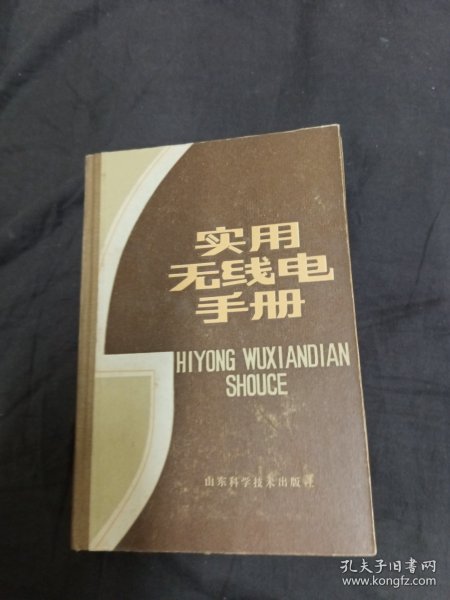 实用
无线电
手册
HIYONG WUXIANDIAN
SHOUCE
山东科学技术出版社
孔夫子旧书网
www.kongfz.com